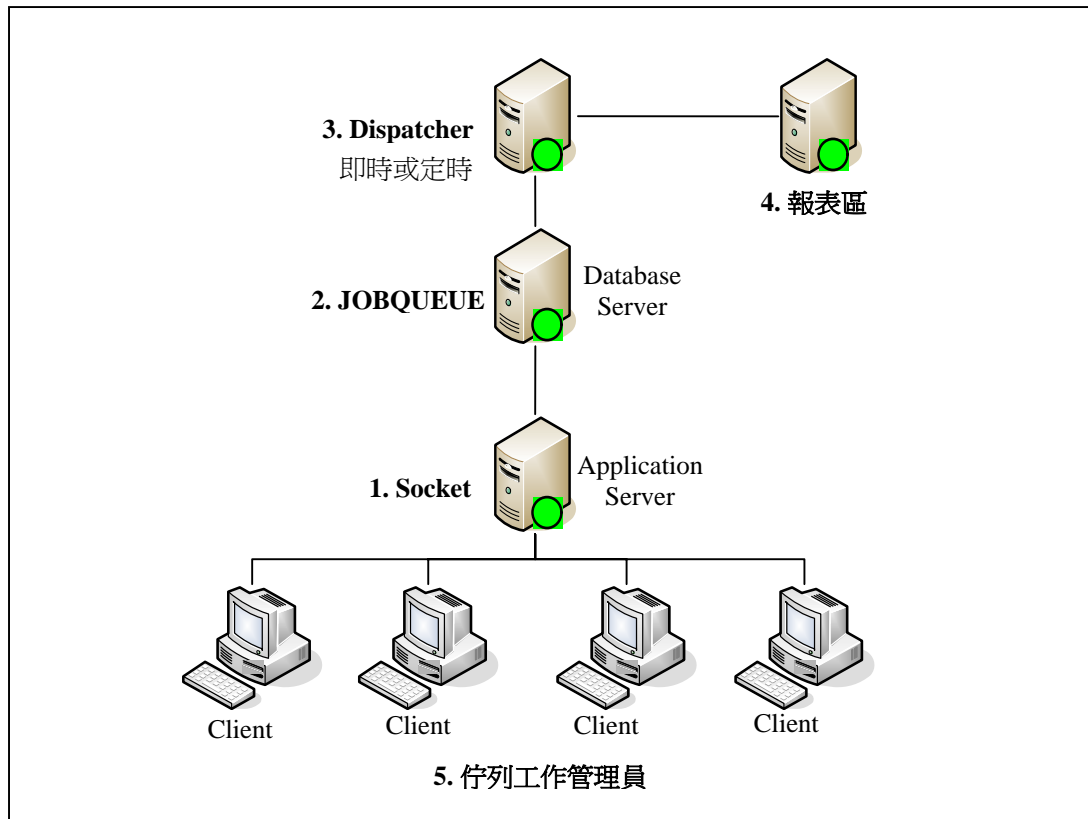 3. Dispatcher
即時或定時
4. 報表區
2. JOBQUEUE
Database
Server
1. Socket
Application
Server
Client
Client
Client
Client
5. 佇列工作管理員